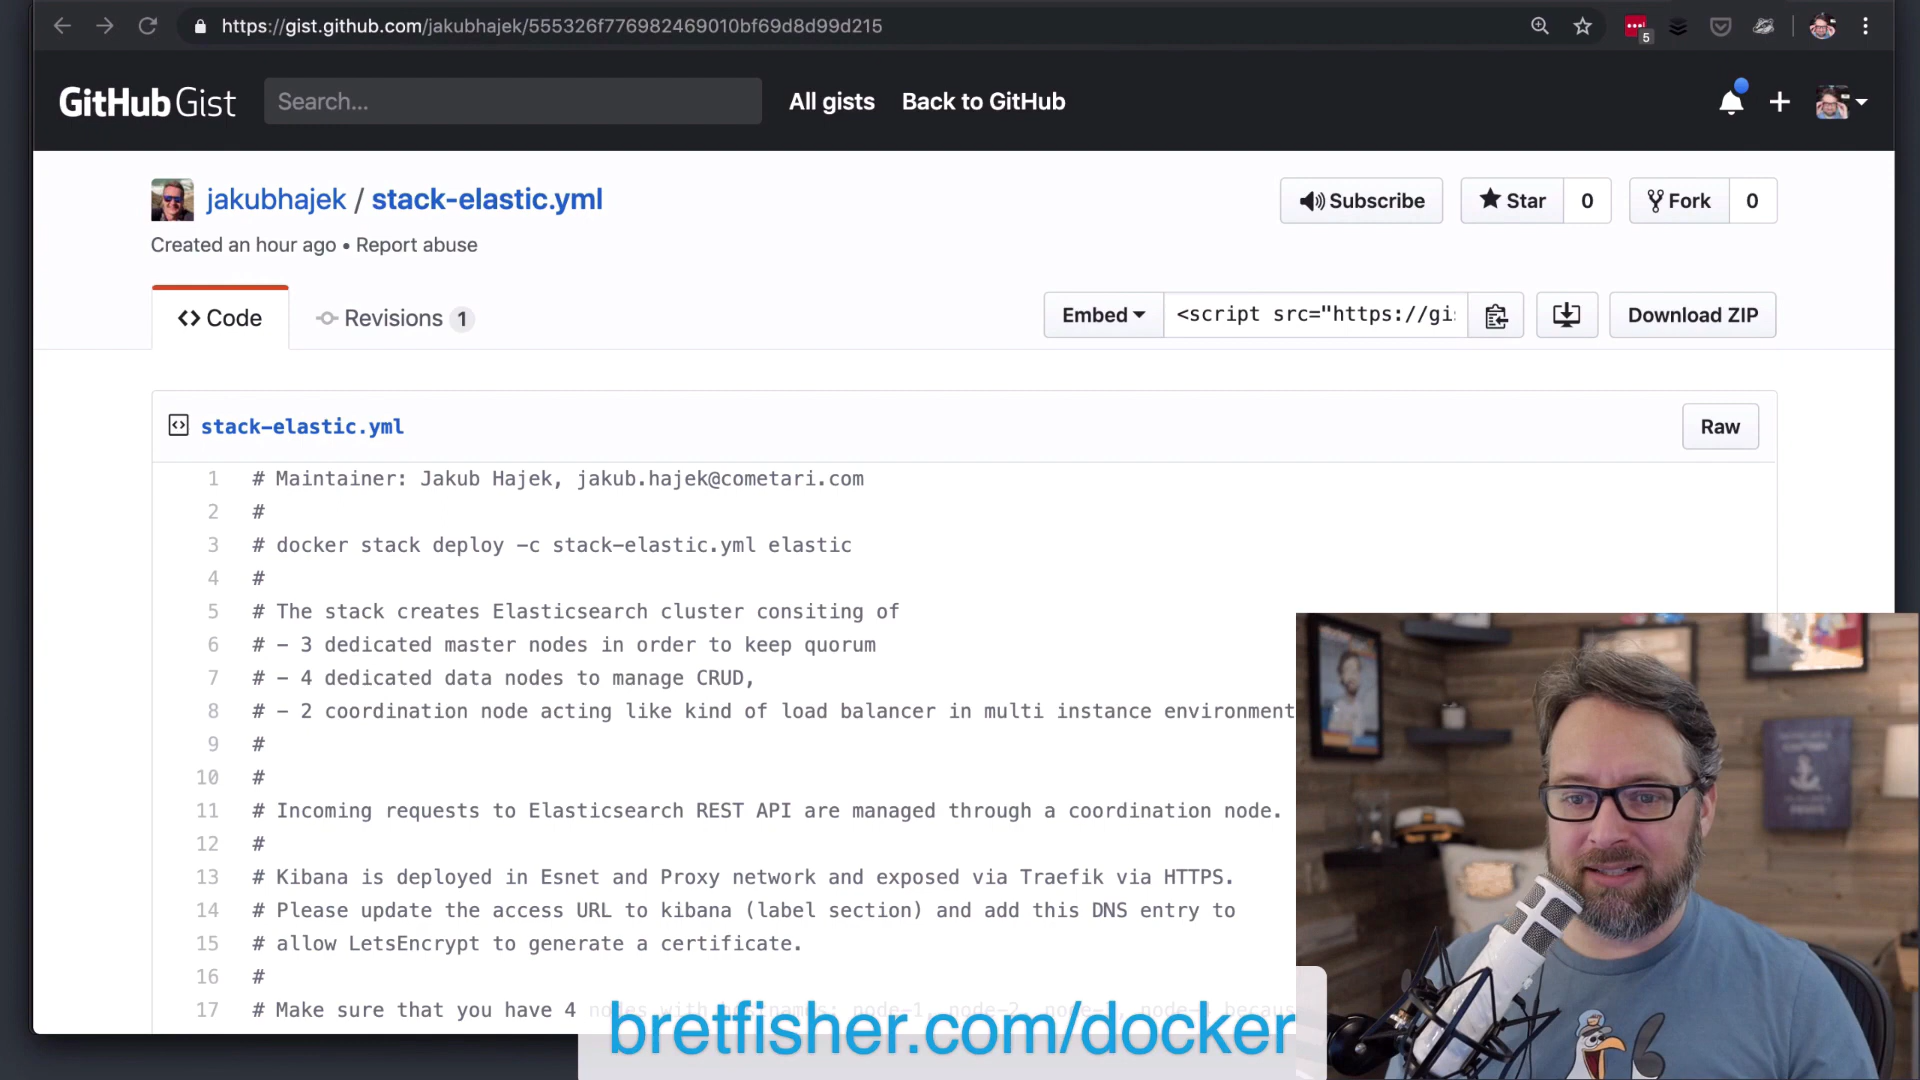 https://gist.github.com/jakubhajek/555326f776982469010bf69d8d99d215
5
GitHub Gist Search... All gists Back to GitHub
jakubhajek / stack-elastic.yml
Subscribe Star 0 Fork 0
Created an hour ago • Report abuse
Code Revisions 1
Embed <script src="https://gi Download ZIP
stack-elastic.yml
Raw
1 # Maintainer: Jakub Hajek, jakub.hajek@cometari.com
2 #
3 # docker stack deploy -c stack-elastic.yml elastic
4 #
5 # The stack creates Elasticsearch cluster consiting of
6 # - 3 dedicated master nodes in order to keep quorum
7 # - 4 dedicated data nodes to manage CRUD,
8 # - 2 coordination node acting like kind of load balancer in multi instance environment
9 #
10 #
11 # Incoming requests to Elasticsearch REST API are managed through a coordination node.
12 #
13 # Kibana is deployed in Esnet and Proxy network and exposed via Traefik via HTTPS.
14 # Please update the access URL to kibana (label section) and add this DNS entry to
15 # allow LetsEncrypt to generate a certificate.
16 #
17 # Make sure that you have 4 nodes with hostnames: node-1, node-2,
bretfisher.com/docker